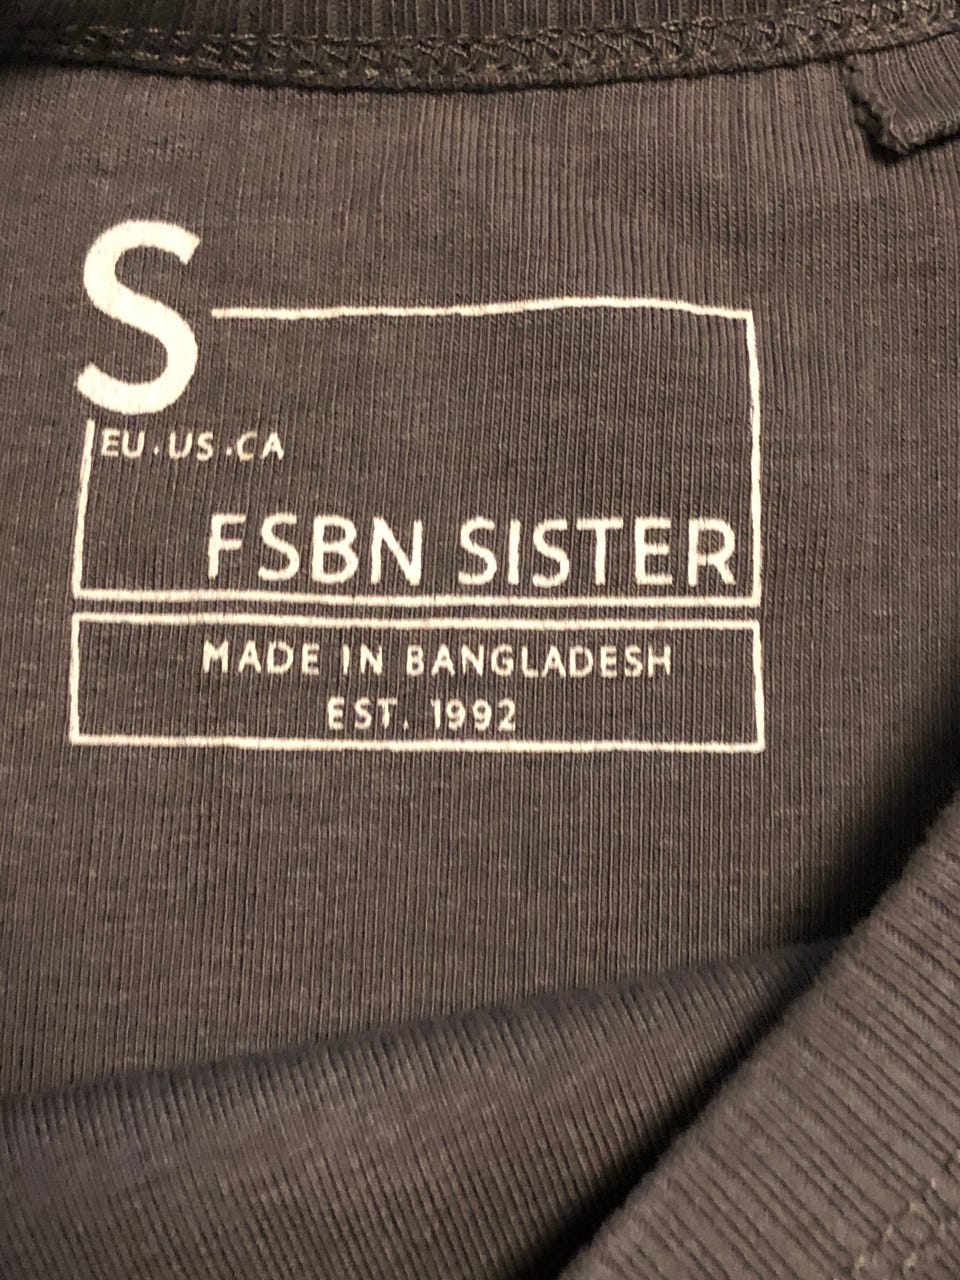 S
EU.US.CA
FSBN SISTER
MADE IN BANGLADESH
EST. 1992